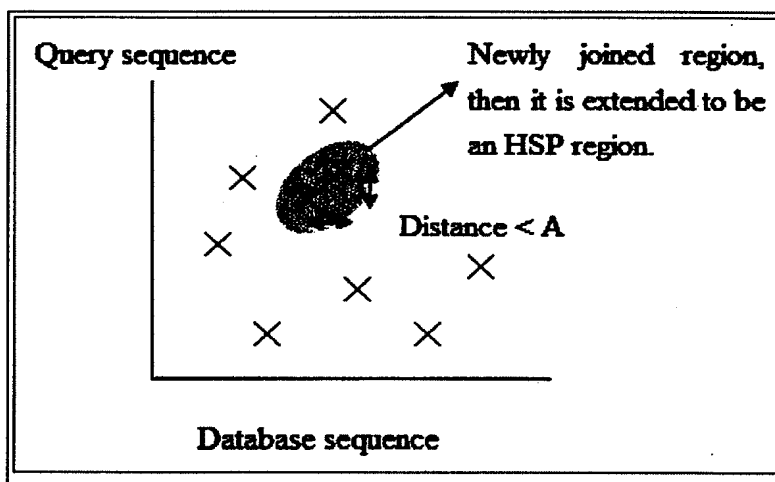 Query sequence
Newly joined region,
then it is extended to be
an HSP region.
Distance < A
Database sequence